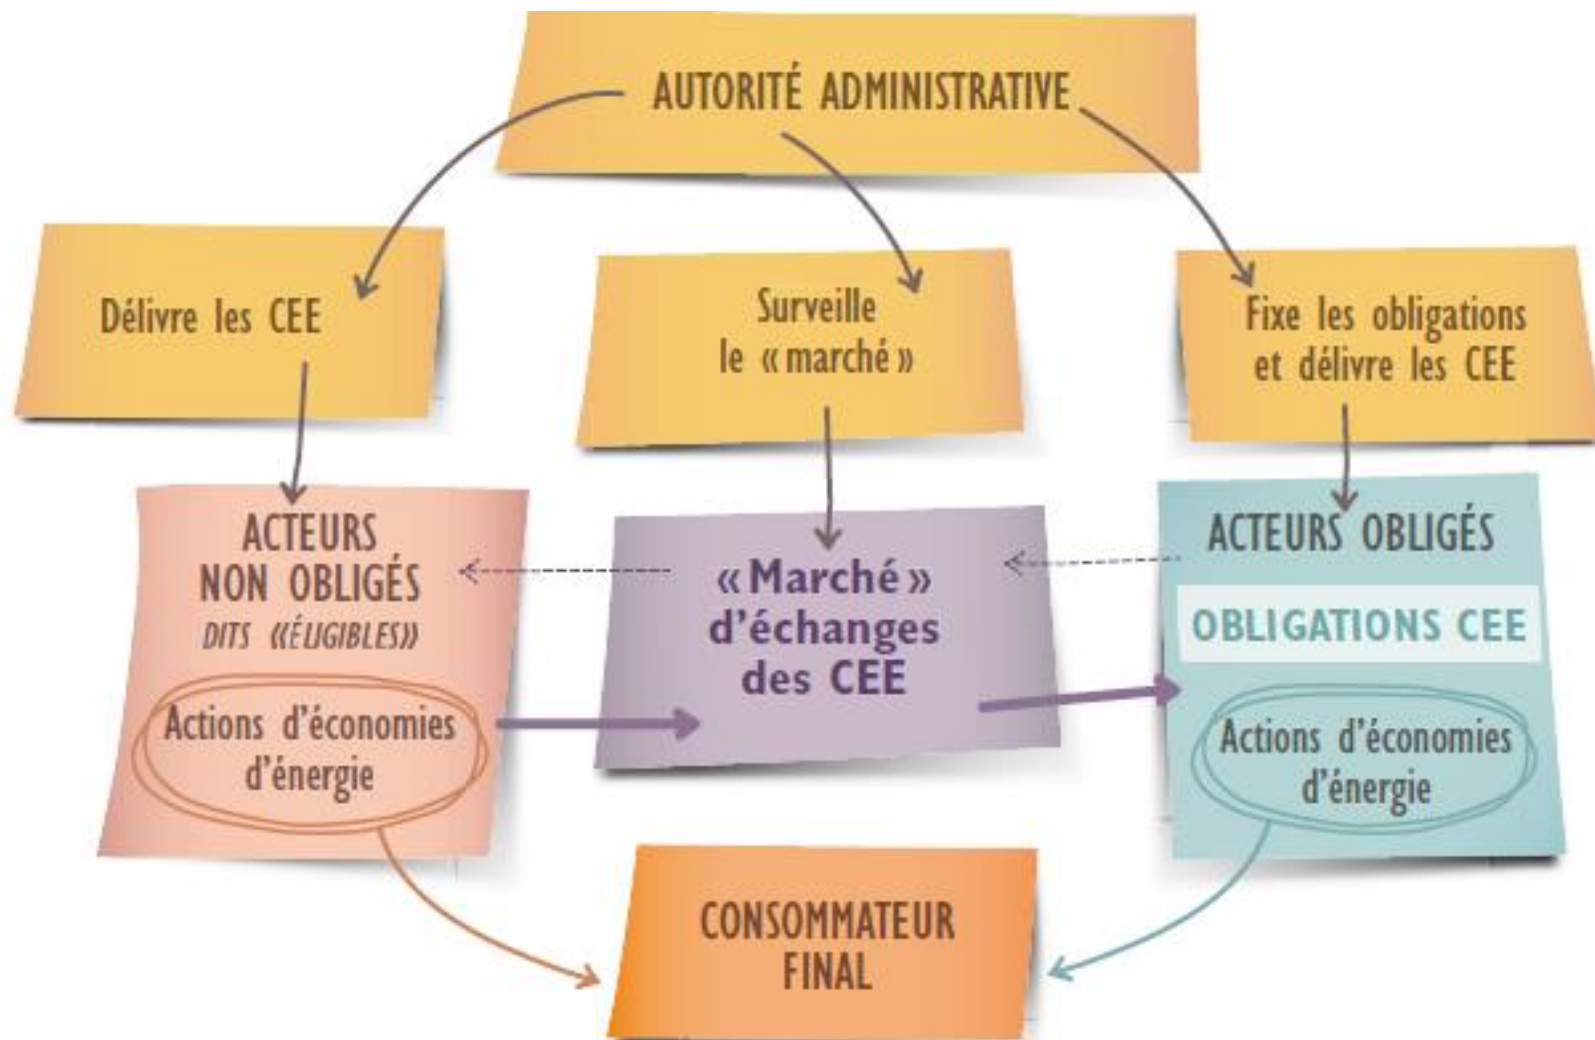 AUTORITÉ ADMINISTRATIVE
Délivre les CEE
Surveille
le « marché »
Fixe les obligations
et délivre les CEE
ACTEURS
NON OBLIGÉS
DITS «ÉLIGIBLES»
Actions d'économies
d'énergie
« Marché »
d'échanges
des CEE
ACTEURS OBLIGÉS
OBLIGATIONS CEE
Actions d'économies
d'énergie
CONSOMMATEUR
FINAL